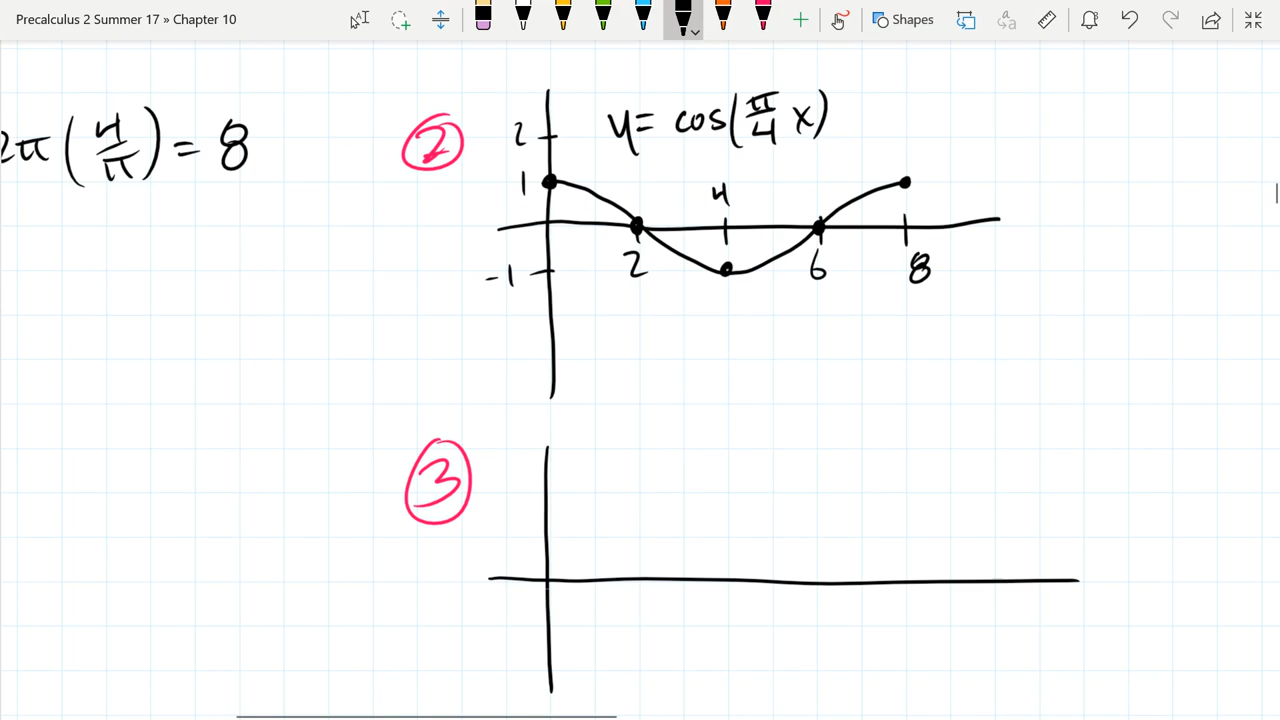 Precalculus 2 Summer 17 » Chapter 10
Shapes
2π(4/π) = 8
②
y= cos(π/4 x)
2
1
4
-1
2
6
8
③